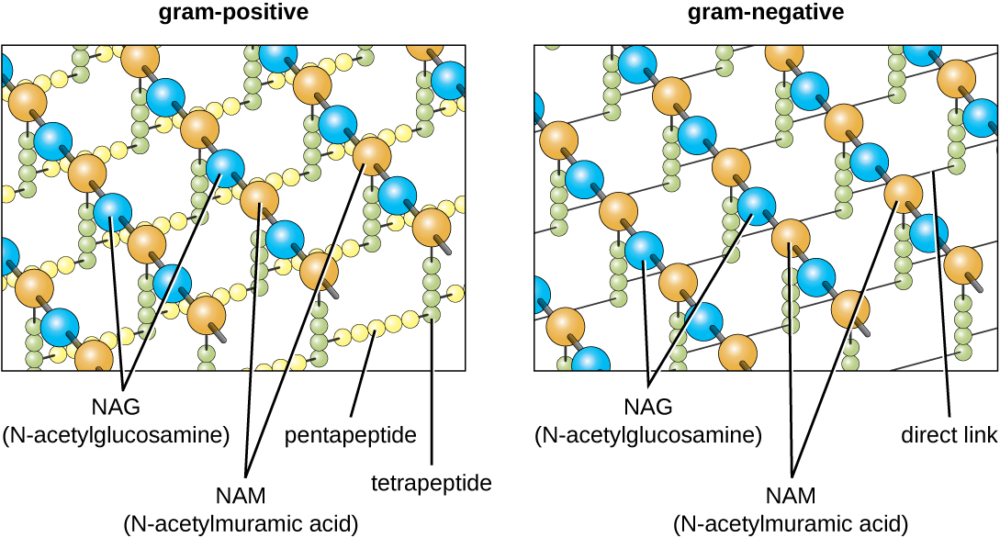 gram-positive
gram-negative
NAG
(N-acetylglucosamine)
pentapeptide
tetrapeptide
NAM
(N-acetylmuramic acid)
NAG
(N-acetylglucosamine)
direct link
NAM
(N-acetylmuramic acid)